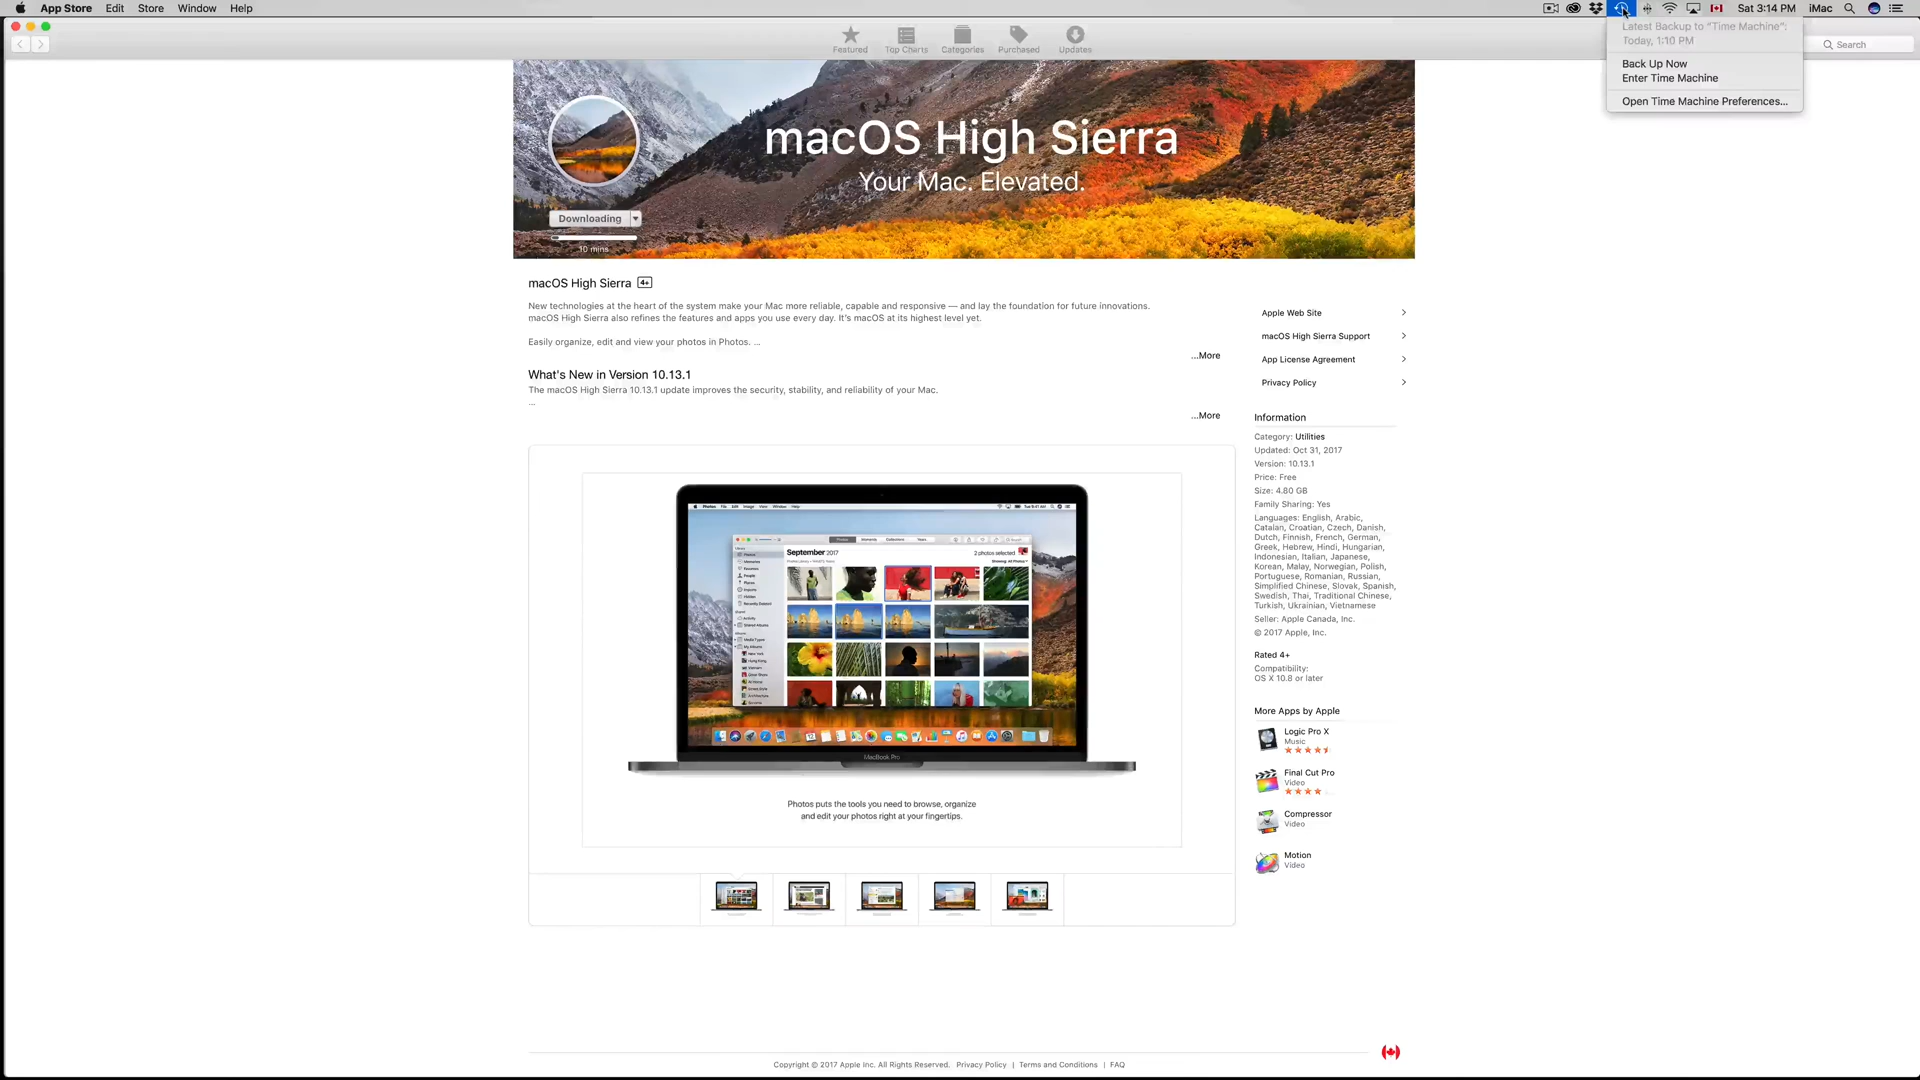 App Store Edit Store Window Help
Sat 3:14 PM iMac
Latest Backup to "Time Machine":
Today, 1:10 PM
Back Up Now
Enter Time Machine
Open Time Machine Preferences...
Featured Top Charts Categories Purchased Updates
Search
macOS High Sierra
Your Mac. Elevated.
Downloading
10 mins
macOS High Sierra 4+
New technologies at the heart of the system make your Mac more reliable, capable and responsive — and lay the foundation for future innovations.
macOS High Sierra also refines the features and apps you use every day. It's macOS at its highest level yet.
Easily organize, edit and view your photos in Photos. ...
...More
What's New in Version 10.13.1
The macOS High Sierra 10.13.1 update improves the security, stability, and reliability of your Mac.
...
...More
Apple Web Site
macOS High Sierra Support
App License Agreement
Privacy Policy
Information
Category: Utilities
Updated: Oct 31, 2017
Version: 10.13.1
Price: Free
Size: 4.80 GB
Family Sharing: Yes
Languages: English, Arabic,
Catalan, Croatian, Czech, Danish,
Dutch, Finnish, French, German,
Greek, Hebrew, Hindi, Hungarian,
Indonesian, Italian, Japanese,
Korean, Malay, Norwegian, Polish,
Portuguese, Romanian, Russian,
Simplified Chinese, Slovak, Spanish,
Swedish, Thai, Traditional Chinese,
Turkish, Ukrainian, Vietnamese
Seller: Apple Canada, Inc.
© 2017 Apple, Inc.
Rated 4+
Compatibility:
OS X 10.8 or later
More Apps by Apple
Logic Pro X
Music
Final Cut Pro
Video
Compressor
Video
Motion
Video
September 2017
2 photos selected
MacBook Pro
Photos puts the tools you need to browse, organize
and edit your photos right at your fingertips.
Copyright © 2017 Apple Inc. All Rights Reserved. Privacy Policy | Terms and Conditions | FAQ